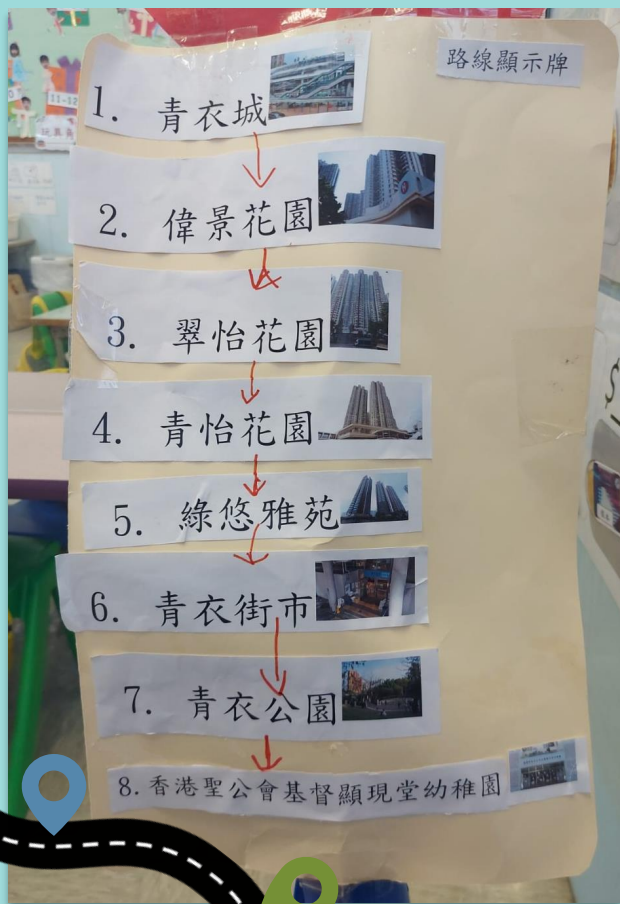 路線顯示牌
1. 青衣城
2. 偉景花園
3. 翠怡花園
4. 青怡花園
5. 綠悠雅苑
6. 青衣街市
7. 青衣公園
8. 香港聖公會基督顯現堂幼稚園
11-12
$